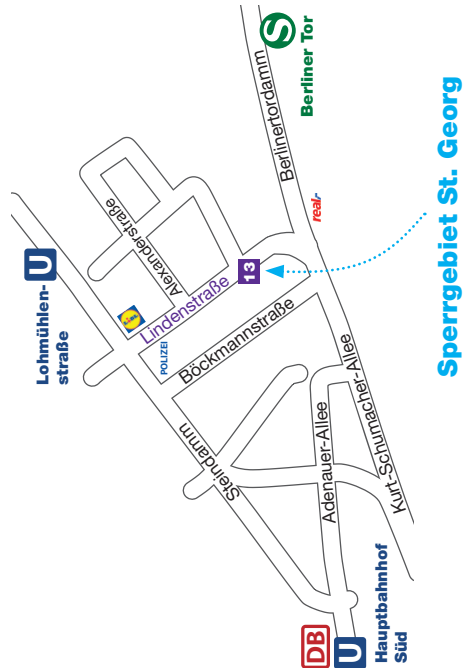 Lohmühlen-
straße
U
LiDL
POLIZEI
Alexanderstraße
Lindenstraße
13
Böckmannstraße
Steindamm
Adenauer-Allee
Kurt-Schumacher-Allee
Berlinertordamm
real,-
S
Berliner Tor
DB
U
Hauptbahnhof
Süd
Sperrgebiet St. Georg